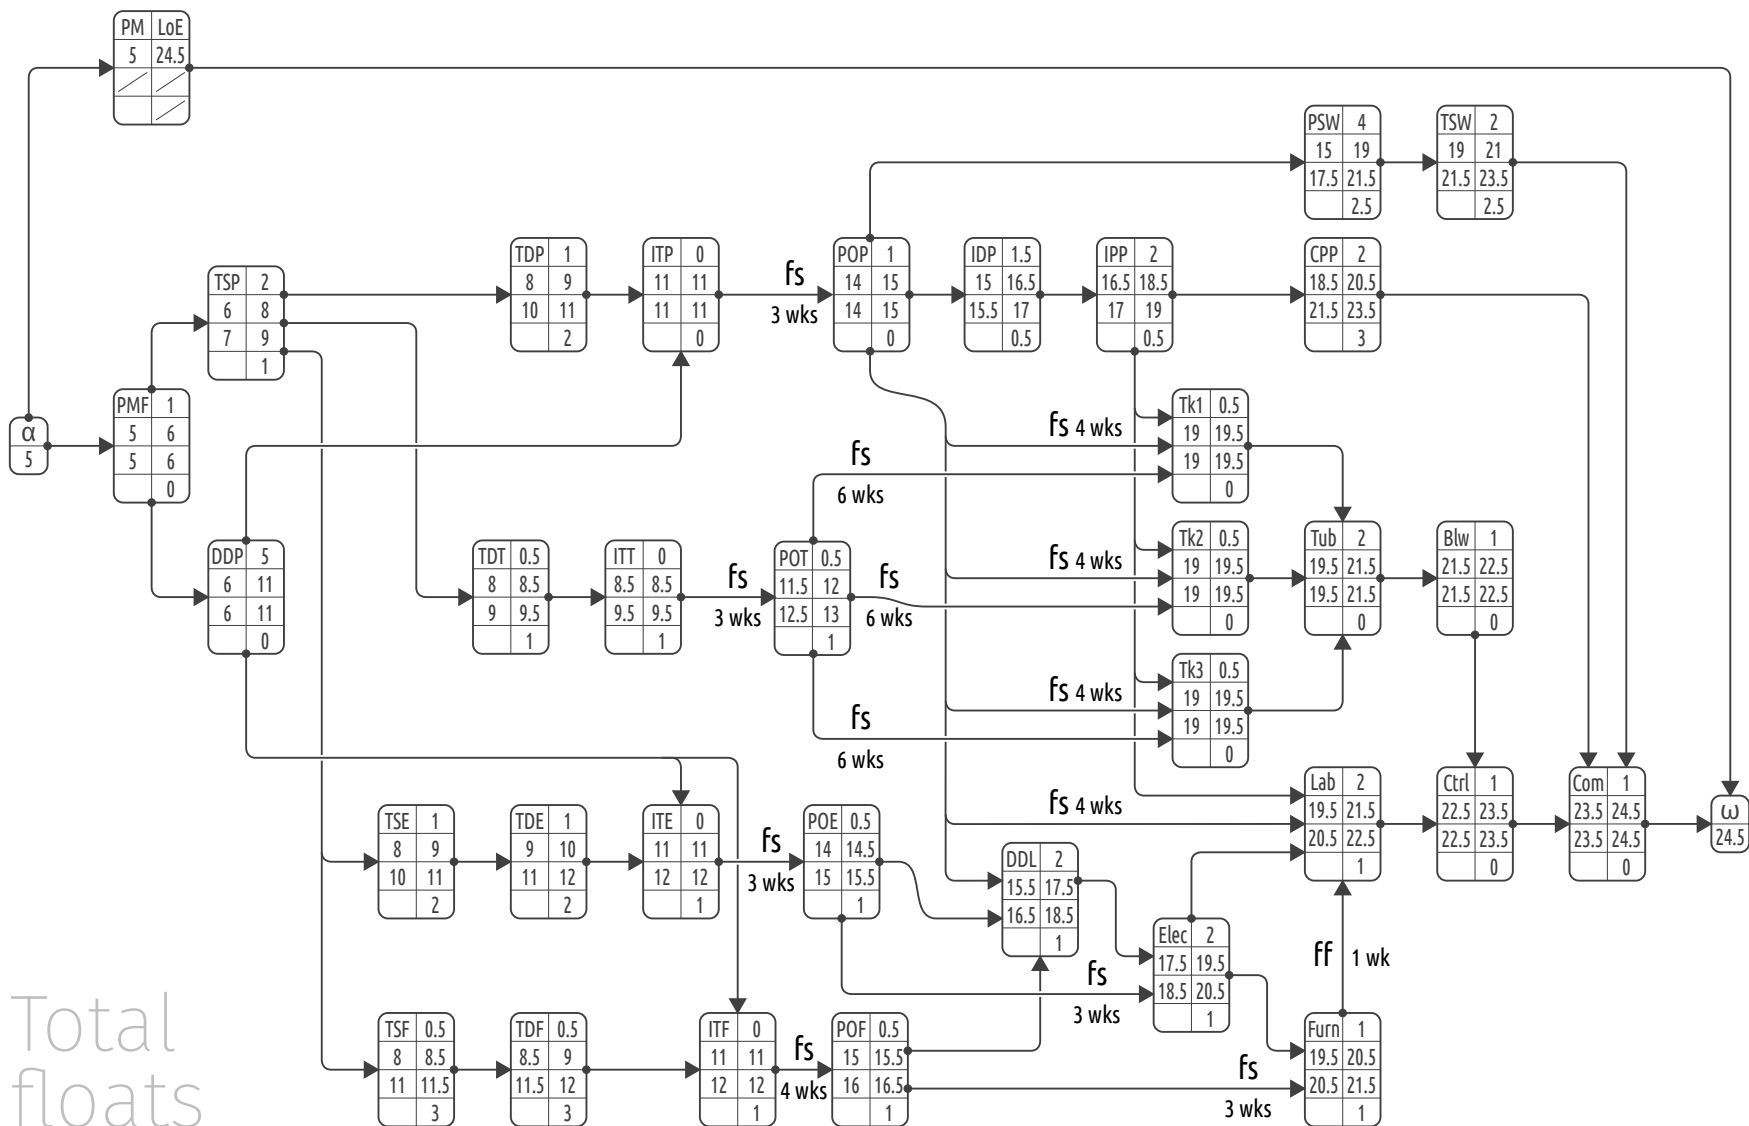 PM LoE
5 24.5
PSW 4
15 19
17.5 21.5
2.5
TSW 2
19 21
21.5 23.5
2.5
TSP 2
6 8
7 9
1
TDP 1
8 9
10 11
2
ITP 0
11 11
11 11
0
fs
3 wks
POP 1
14 15
14 15
0
IDP 1.5
15 16.5
15.5 17
0.5
IPP 2
16.5 18.5
17 19
0.5
CPP 2
18.5 20.5
21.5 23.5
3
α
5
PMF 1
5 6
5 6
0
fs 4 wks
fs
6 wks
Tk1 0.5
19 19.5
19 19.5
0
DDP 5
6 11
6 11
0
TDT 0.5
8 8.5
9 9.5
1
ITT 0
8.5 8.5
9.5 9.5
1
fs
3 wks
POT 0.5
11.5 12
12.5 13
1
fs
6 wks
fs 4 wks
Tk2 0.5
19 19.5
19 19.5
0
Tub 2
19.5 21.5
19.5 21.5
0
Blw 1
21.5 22.5
21.5 22.5
0
fs 4 wks
fs
6 wks
Tk3 0.5
19 19.5
19 19.5
0
TSE 1
8 9
10 11
2
TDE 1
9 10
11 12
2
ITE 0
11 11
12 12
1
fs
3 wks
POE 0.5
14 14.5
15 15.5
1
fs 4 wks
DDL 2
15.5 17.5
16.5 18.5
1
Lab 2
19.5 21.5
20.5 22.5
1
Ctrl 1
22.5 23.5
22.5 23.5
0
Com 1
23.5 24.5
23.5 24.5
0
ω
24.5
fs
3 wks
Elec 2
17.5 19.5
18.5 20.5
1
ff 1 wk
TSF 0.5
8 8.5
11 11.5
3
TDF 0.5
8.5 9
11.5 12
3
ITF 0
11 11
12 12
1
fs
4 wks
POF 0.5
15 15.5
16 16.5
1
fs
3 wks
Furn 1
19.5 20.5
20.5 21.5
1
Total
floats